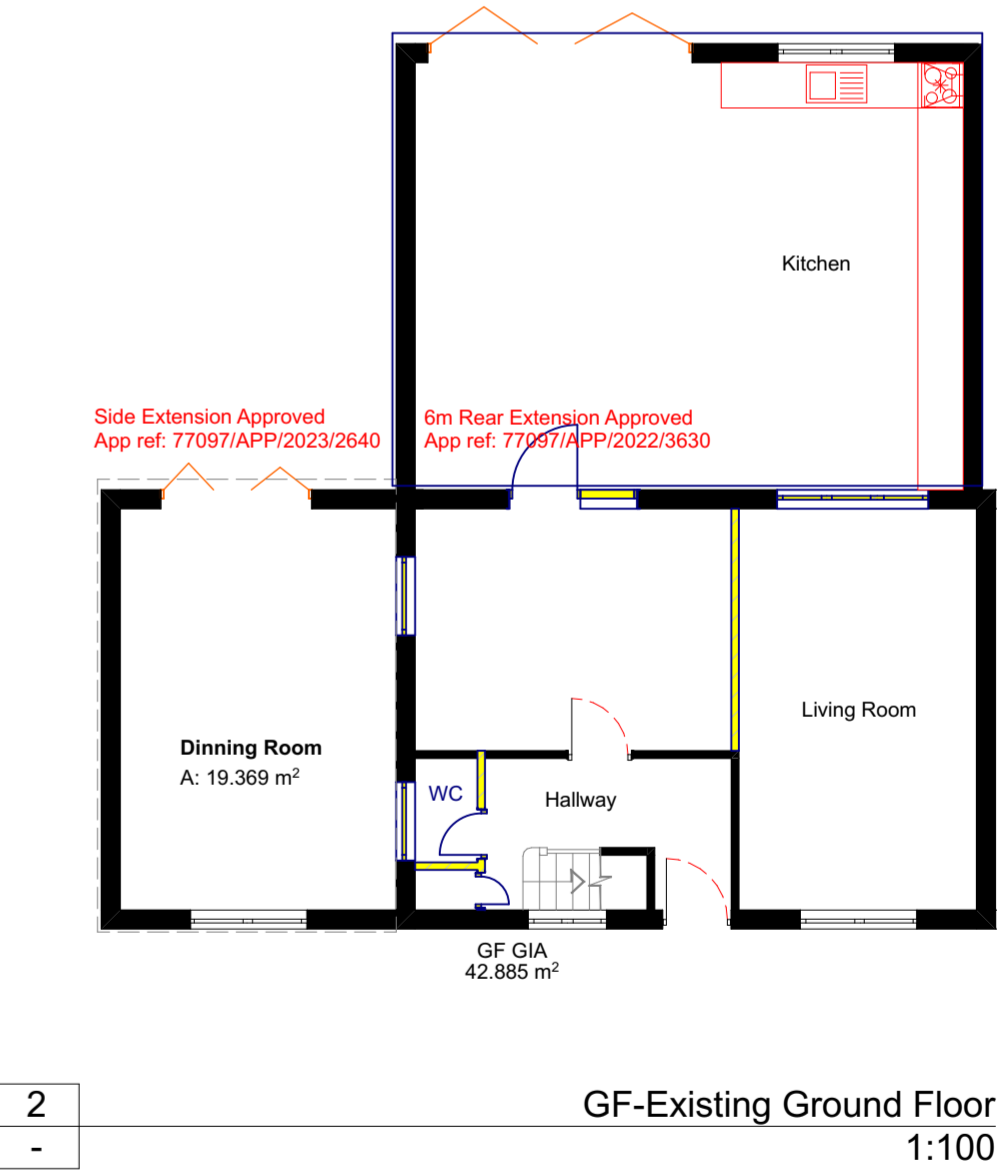 Kitchen
Side Extension Approved
App ref: 77097/APP/2023/2640
6m Rear Extension Approved
App ref: 77097/APP/2022/3630
Living Room
Dinning Room
A: 19.369 m²
WC
Hallway
GF GIA
42.885 m²
2
GF-Existing Ground Floor
-
1:100